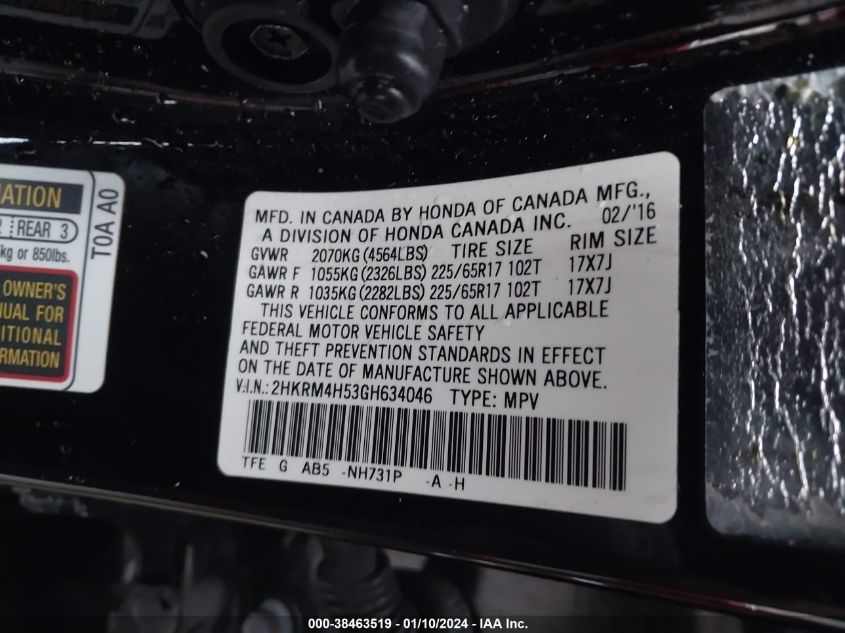 MATION
REAR 3
kg or 850lbs.
OWNER'S
UAL FOR
ITIONAL
RMATION
TOA A0
MFD. IN CANADA BY HONDA OF CANADA MFG.,
A DIVISION OF HONDA CANADA INC. 02/'16
GVWR 2070KG(4564LBS) TIRE SIZE RIM SIZE
GAWR F 1055KG(2326LBS) 225/65R17 102T 17X7J
GAWR R 1035KG(2282LBS) 225/65R17 102T 17X7J
THIS VEHICLE CONFORMS TO ALL APPLICABLE
FEDERAL MOTOR VEHICLE SAFETY
AND THEFT PREVENTION STANDARDS IN EFFECT
ON THE DATE OF MANUFACTURE SHOWN ABOVE.
V.I.N.: 2HKRM4H53GH634046 TYPE: MPV
TFE G AB5 -NH731P -A -H
000-38463519 - 01/10/2024 - IAA Inc.